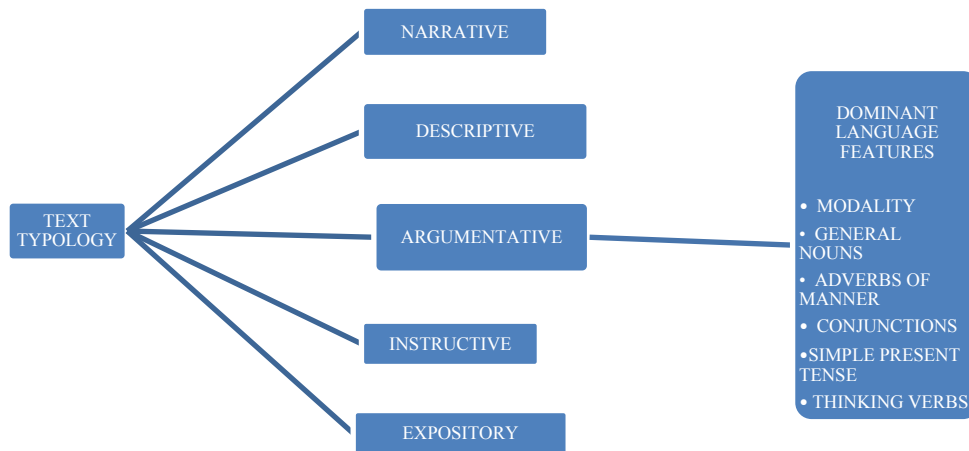 TEXT
TYPOLOGY
NARRATIVE
DESCRIPTIVE
ARGUMENTATIVE
INSTRUCTIVE
EXPOSITORY
DOMINANT
LANGUAGE
FEATURES
• MODALITY
• GENERAL
NOUNS
• ADVERBS OF
MANNER
• CONJUNCTIONS
•SIMPLE PRESENT
TENSE
• THINKING VERBS